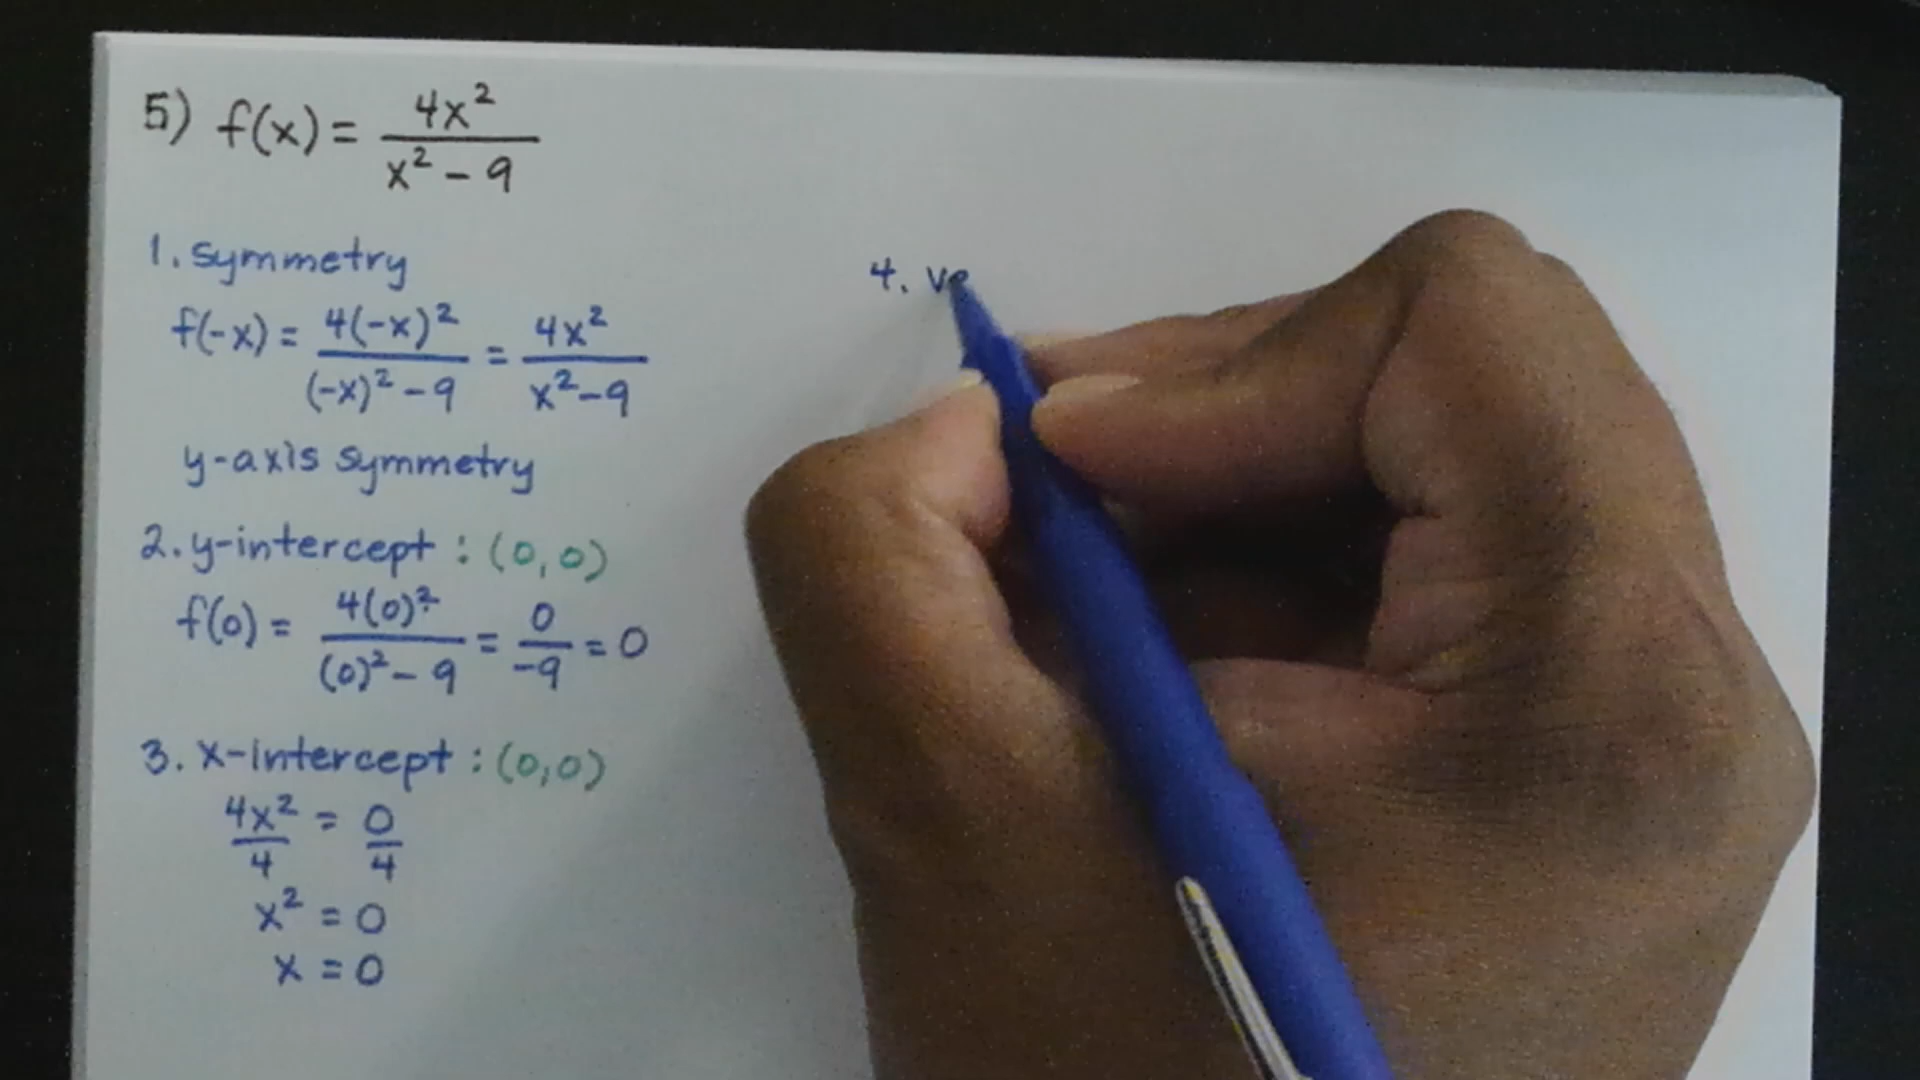 5) f(x) = 4x² / x² - 9
1. symmetry
f(-x) = 4(-x)² / (-x)² - 9 = 4x² / x² - 9
y-axis symmetry
2. y-intercept : (0,0)
f(0) = 4(0)² / (0)² - 9 = 0 / -9 = 0
3. x-intercept : (0,0)
4x² / 4 = 0 / 4
x² = 0
x = 0
4. ve